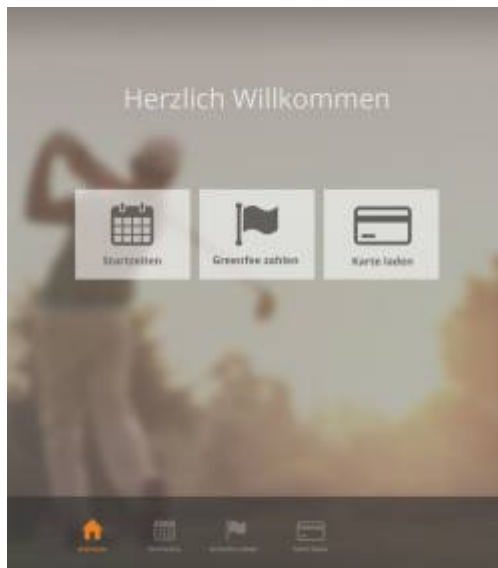 Herzlich Willkommen
Startzeiten
Greenfee zahlen
Karte laden